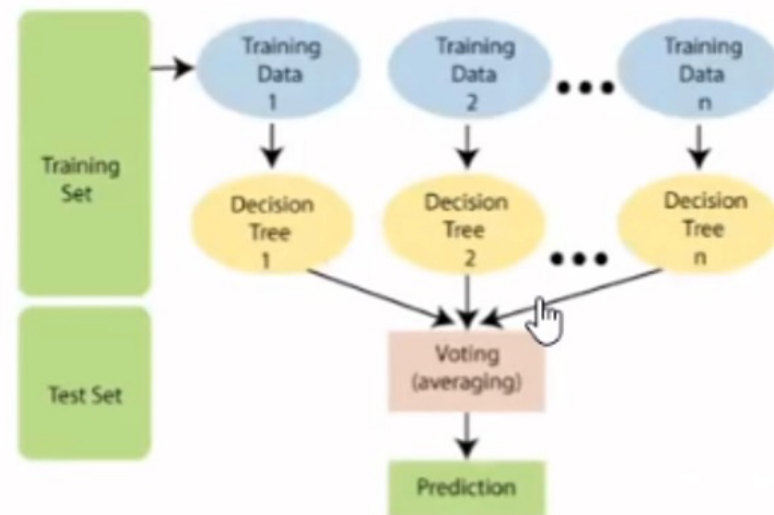 Training
Data
1
Training
Data
2
Training
Data
n
Training
Set
Decision
Tree
1
Decision
Tree
2
Decision
Tree
n
Test Set
Voting
(averaging)
Prediction